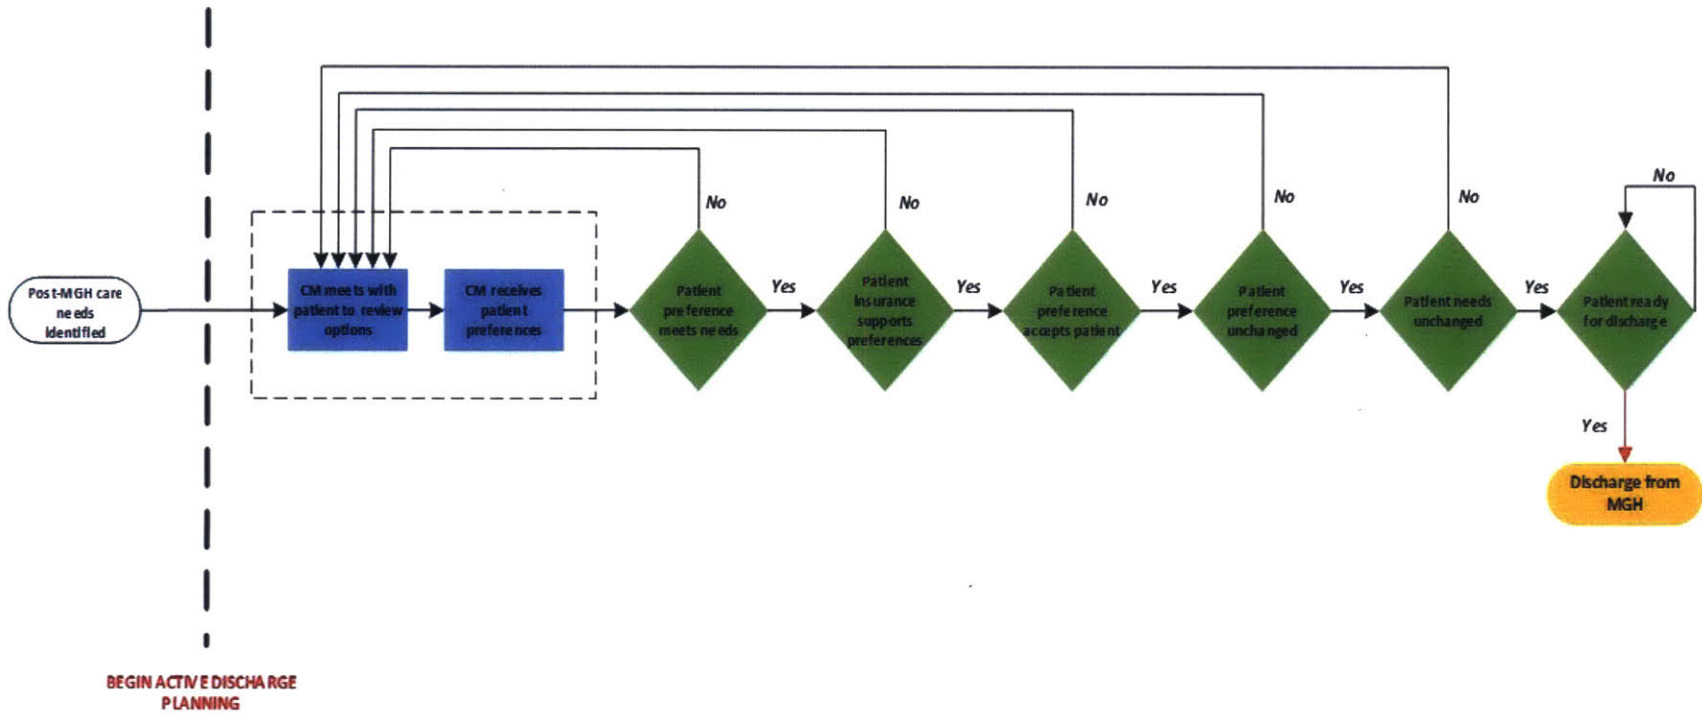 Post-MGH care
needs
identified
CM meets with
patient to review
options
CM receives
patient
preferences
Patient
preference
meets needs
No
Yes
Patient
insurance
supports
preferences
No
Yes
Patient
preference
accepts patient
No
Yes
Patient
preference
unchanged
No
Yes
Patient needs
unchanged
No
Yes
Patient ready
for discharge
No
Yes
Discharge from
MGH
BEGIN ACTIVE DISCHARGE
PLANNING